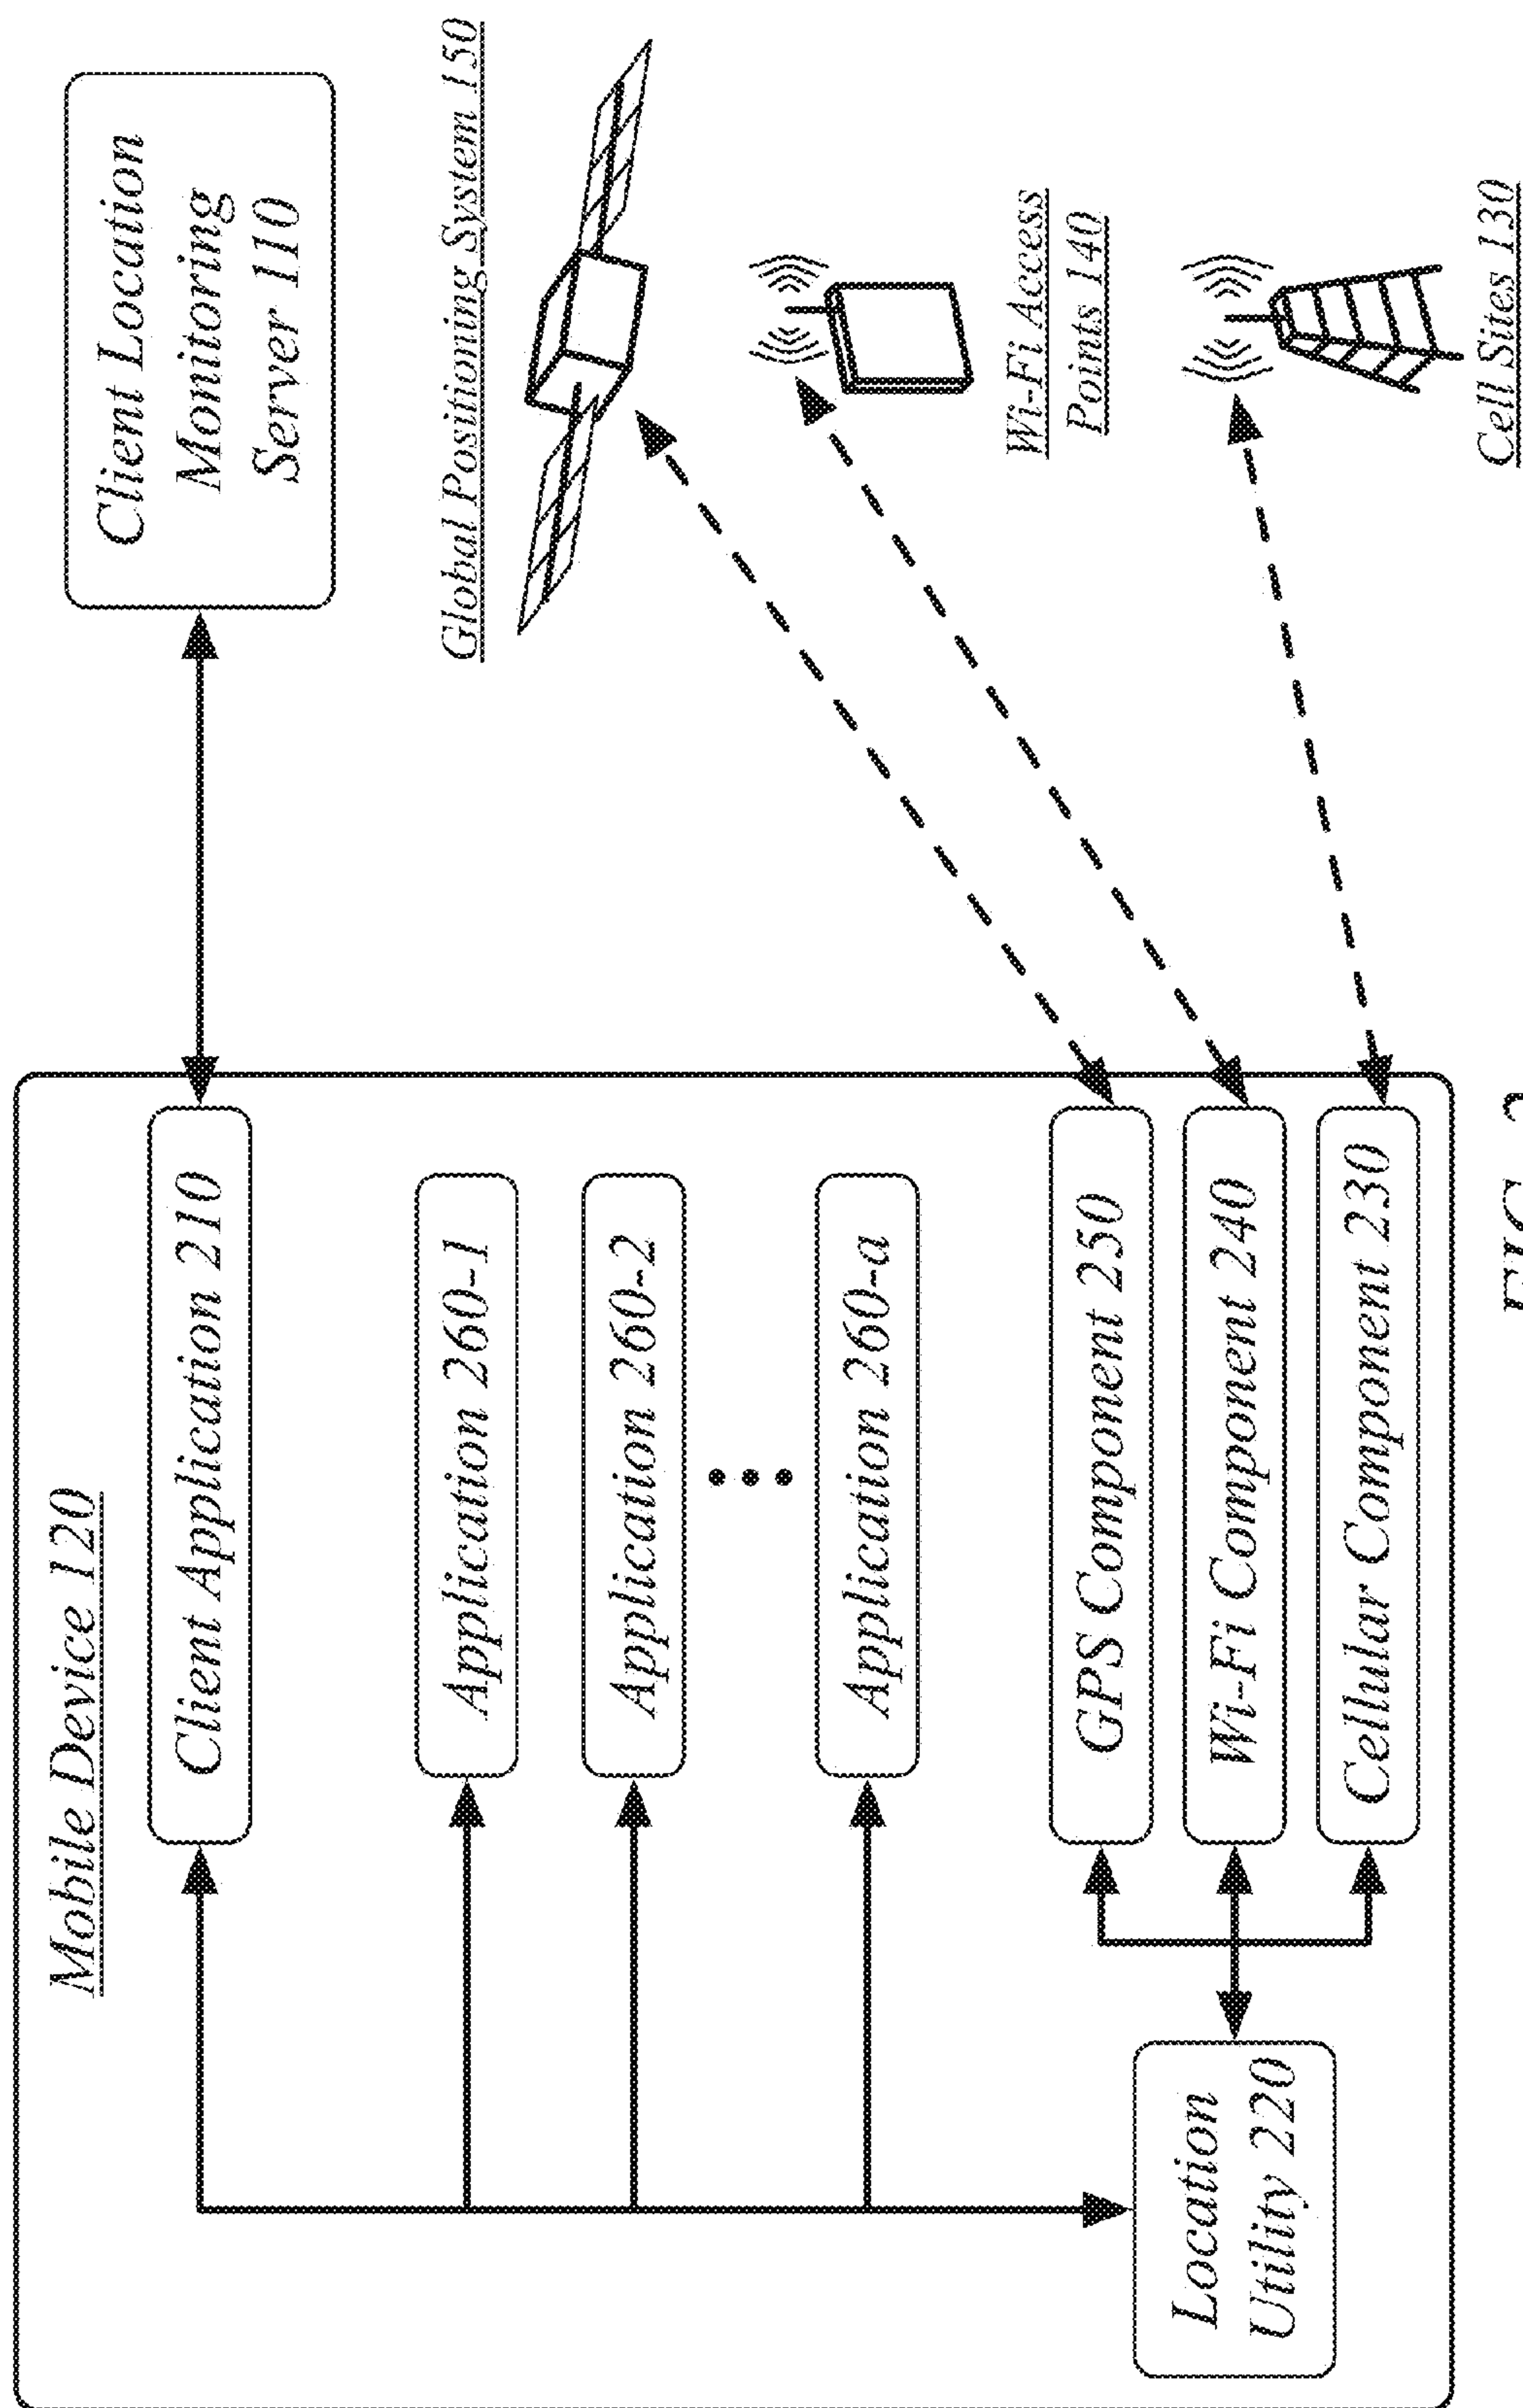 Mobile Device 120
Client Application 210
Application 260-1
Application 260-2
Application 260-a
Location
Utility 220
GPS Component 250
Wi-Fi Component 240
Cellular Component 230
Client Location
Monitoring
Server 110
Global Positioning System 150
Wi-Fi Access
Points 140
Cell Sites 130